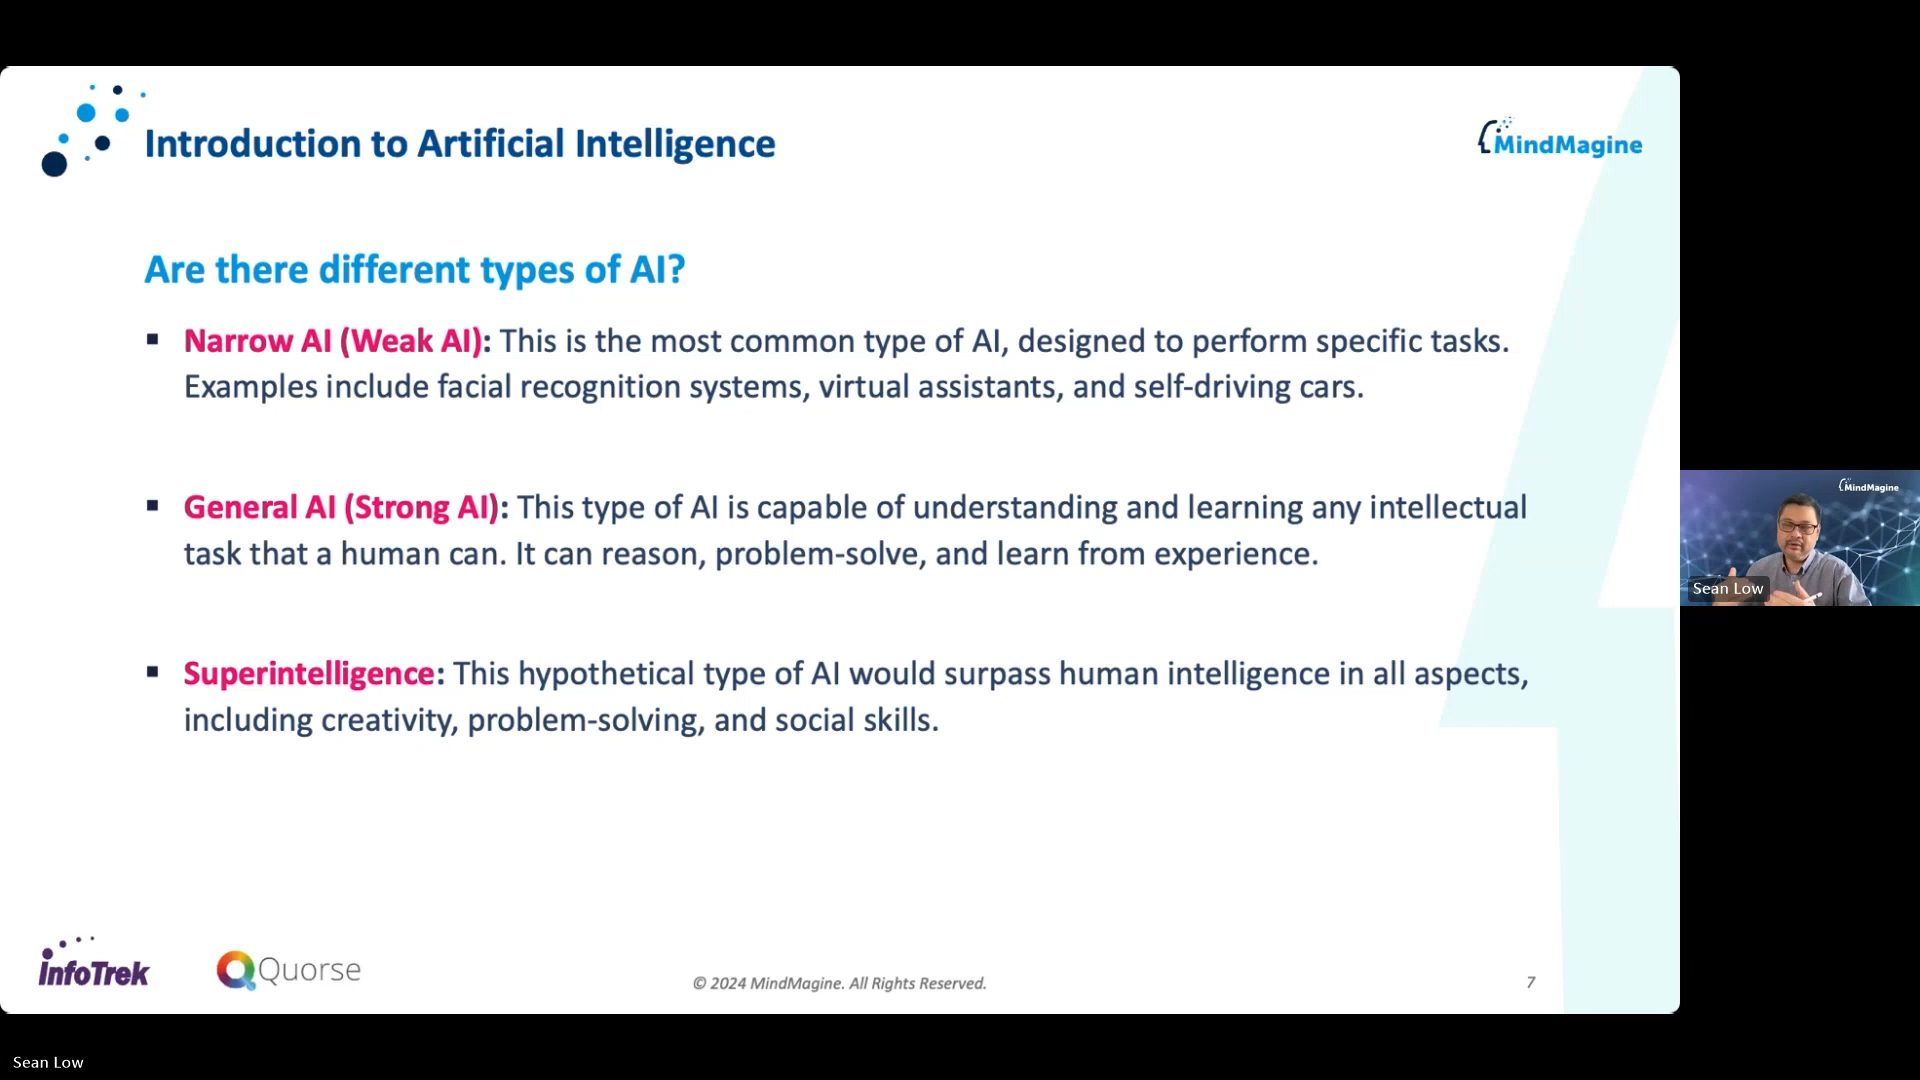 Introduction to Artificial Intelligence
MindMagine
Are there different types of AI?
▪ Narrow AI (Weak AI): This is the most common type of AI, designed to perform specific tasks.
Examples include facial recognition systems, virtual assistants, and self-driving cars.
▪ General AI (Strong AI): This type of AI is capable of understanding and learning any intellectual
task that a human can. It can reason, problem-solve, and learn from experience.
▪ Superintelligence: This hypothetical type of AI would surpass human intelligence in all aspects,
including creativity, problem-solving, and social skills.
infoTrek
Quorse
© 2024 MindMagine. All Rights Reserved.
7
MindMagine
Sean Low
Sean Low